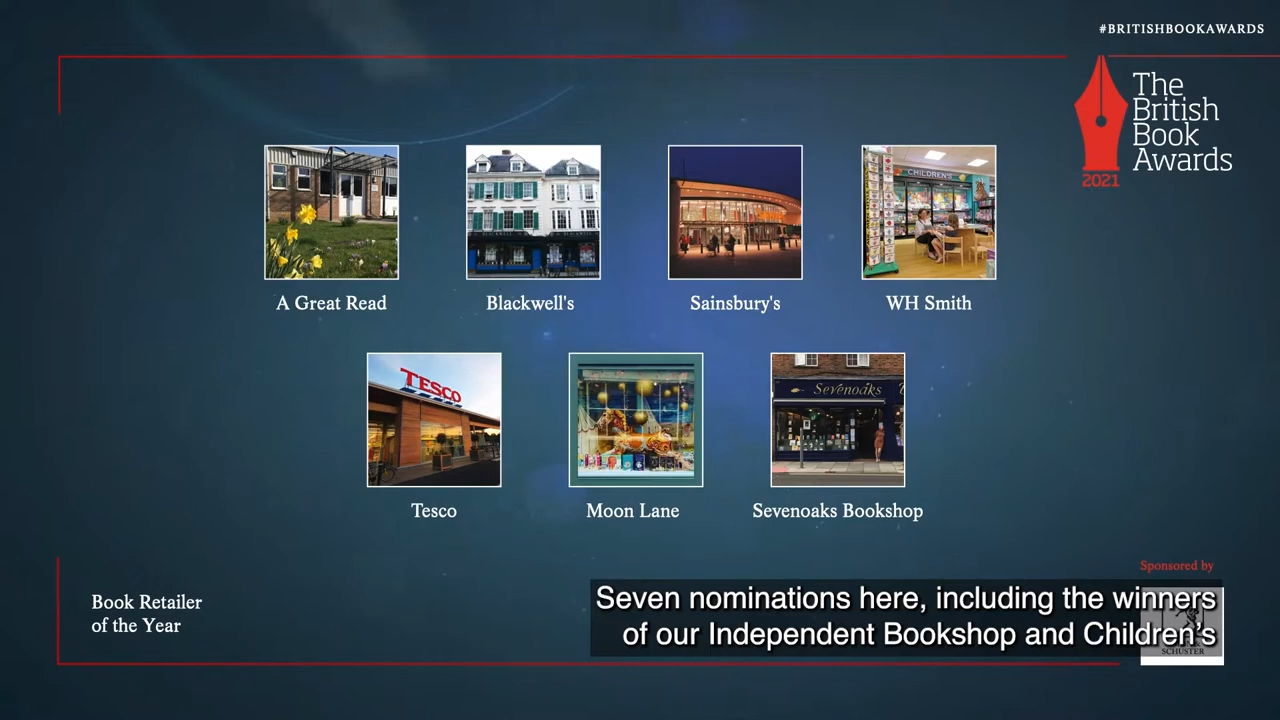 #BRITISHBOOKAWARDS
The
British
Book
Awards
2021
CHILDREN'S
A Great Read
Blackwell's
Sainsbury's
WH Smith
TESCO
Sevenoaks
Tesco
Moon Lane
Sevenoaks Bookshop
Book Retailer
of the Year
Sponsored by
Seven nominations here, including the winners
of our Independent Bookshop and Children's
SCHUSTER